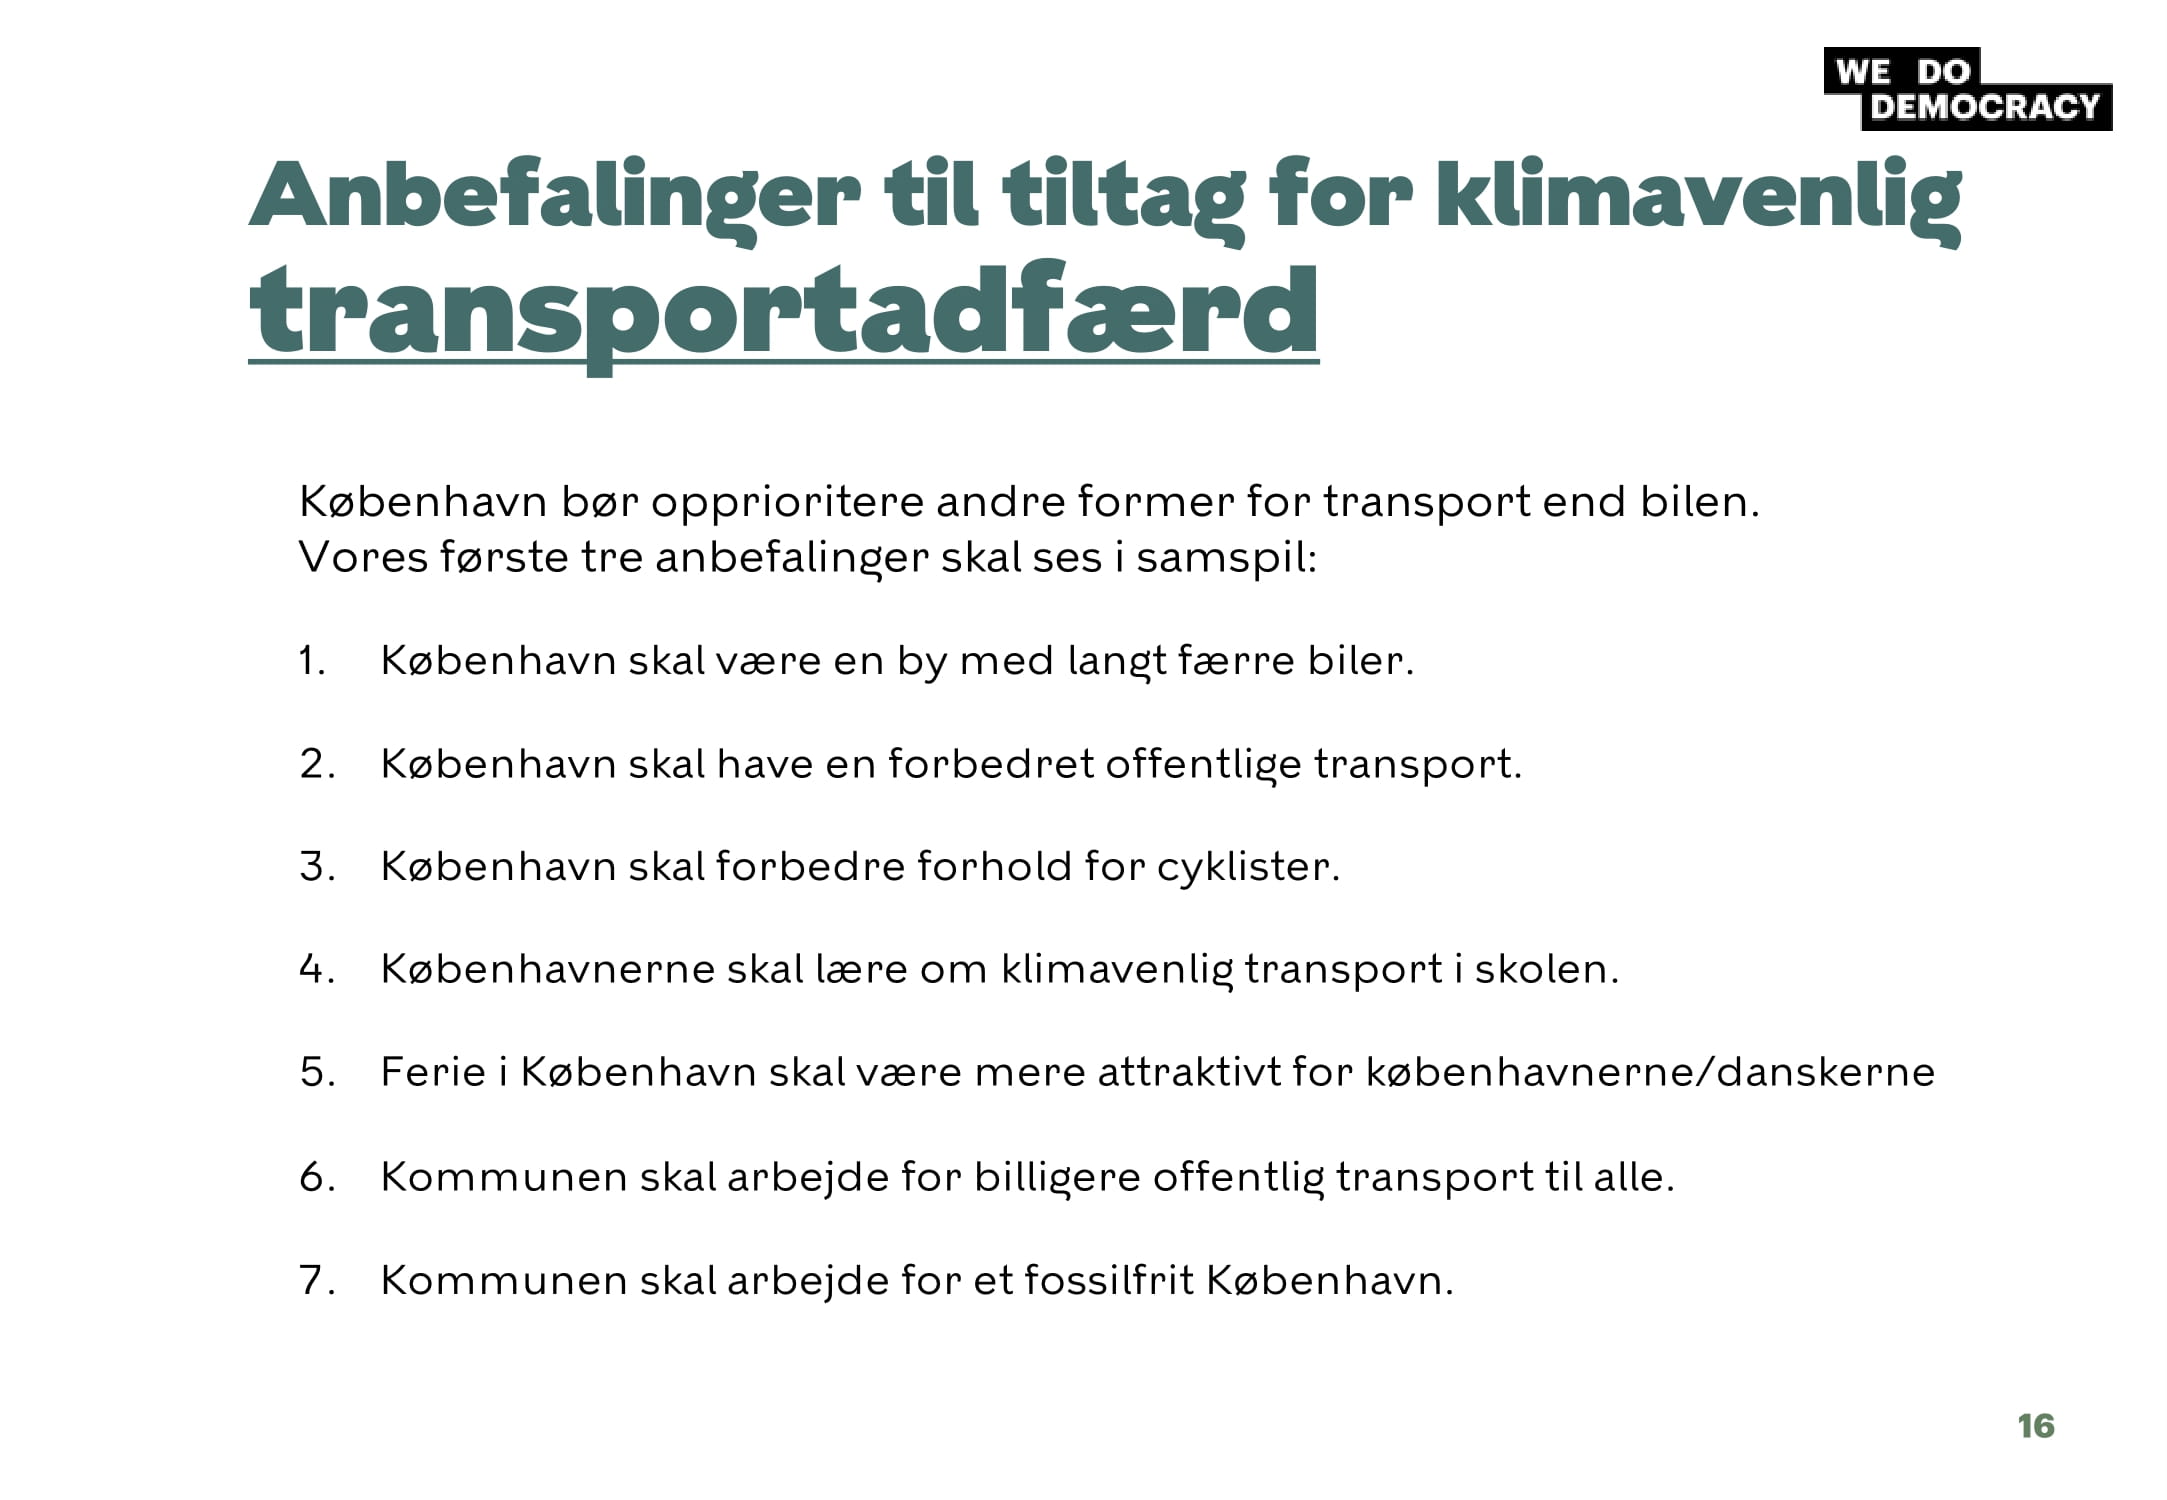 WE DO
DEMOCRACY
Anbefalinger til tiltag for klimavenlig
transportadfærd
København bør opprioritere andre former for transport end bilen.
Vores første tre anbefalinger skal ses i samspil:
1. København skal være en by med langt færre biler.
2. København skal have en forbedret offentlige transport.
3. København skal forbedre forhold for cyklister.
4. Københavnerne skal lære om klimavenlig transport i skolen.
5. Ferie i København skal være mere attraktivt for københavnerne/danskerne
6. Kommunen skal arbejde for billigere offentlig transport til alle.
7. Kommunen skal arbejde for et fossilfrit København.
16